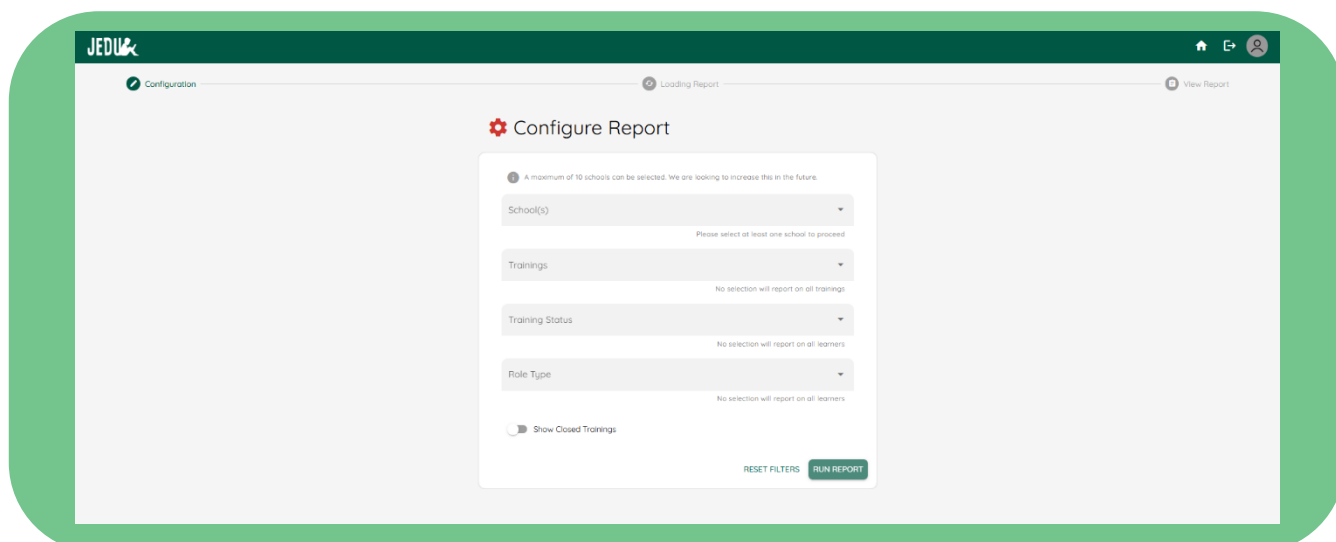 JEDU
Configuration
Loading Report
View Report
Configure Report
A maximum of 10 schools can be selected. We are looking to increase this in the future.
School(s)
Please select at least one school to proceed
Trainings
No selection will report on all trainings
Training Status
No selection will report on all learners
Role Type
No selection will report on all learners
Show Closed Trainings
RESET FILTERS RUN REPORT